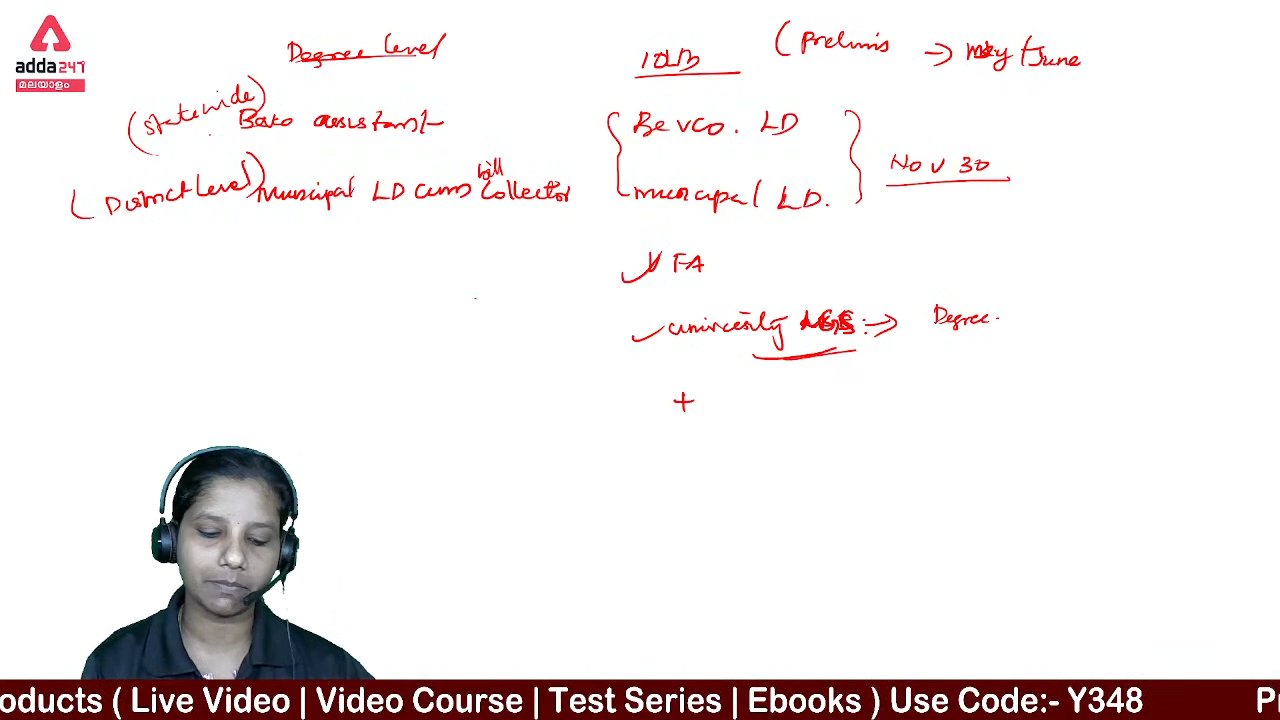 adda247
മലയാളം
Degree level
(statewide) Besco assistant
(District Level) Municipal LD cum bill Collector
10th (prelims → May/June
Bevco. LD
municipal LD.
NOV 30
VFA
university LGS: → Degree.
+
oducts ( Live Video | Video Course | Test Series | Ebooks ) Use Code:- Y348 Pr